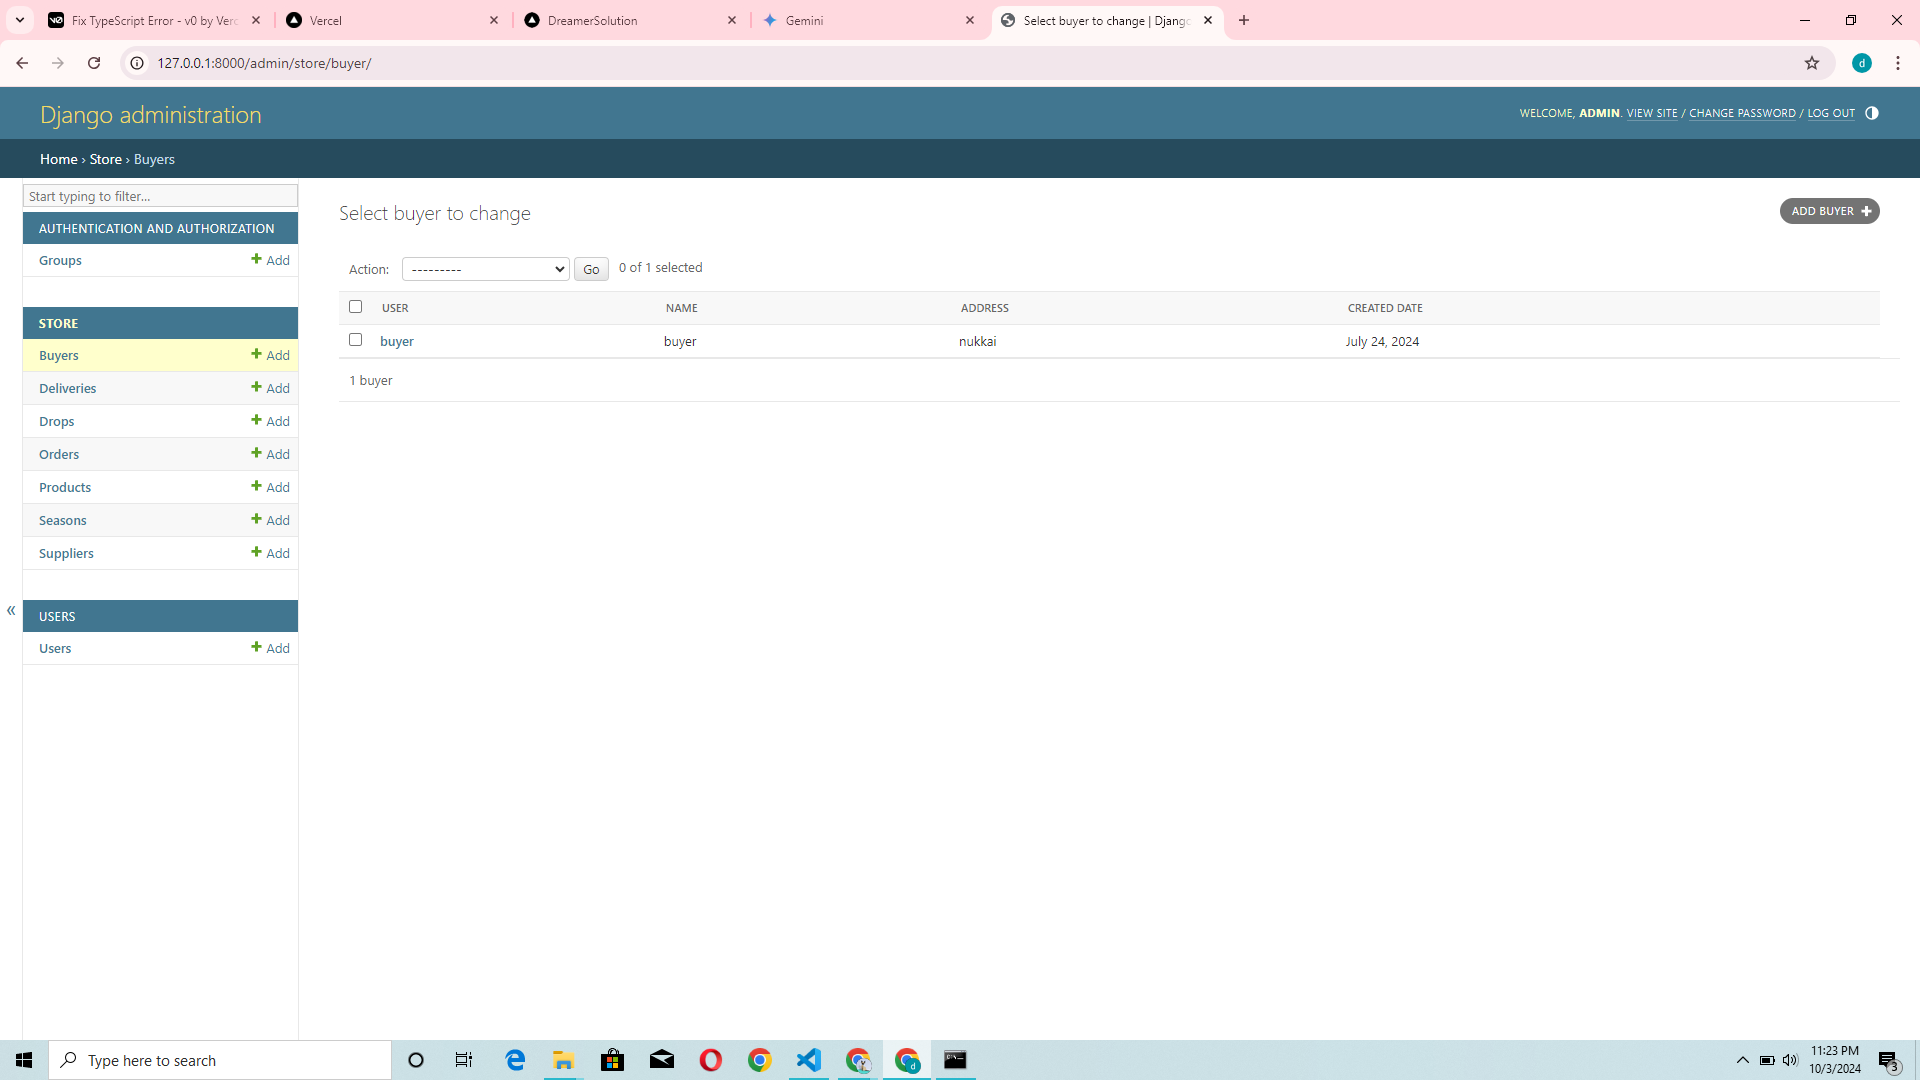 Fix TypeScript Error - v0 by Verc
Vercel
DreamerSolution
Gemini
Select buyer to change | Django
127.0.0.1:8000/admin/store/buyer/
d
Django administration
WELCOME, ADMIN. VIEW SITE / CHANGE PASSWORD / LOG OUT
Home › Store › Buyers
Start typing to filter...
AUTHENTICATION AND AUTHORIZATION
Groups Add
STORE
Buyers Add
Deliveries Add
Drops Add
Orders Add
Products Add
Seasons Add
Suppliers Add
«
USERS
Users Add
Select buyer to change
ADD BUYER
Action: --------- Go 0 of 1 selected
USER NAME ADDRESS CREATED DATE
buyer buyer nukkai July 24, 2024
1 buyer
Type here to search
11:23 PM
10/3/2024
3